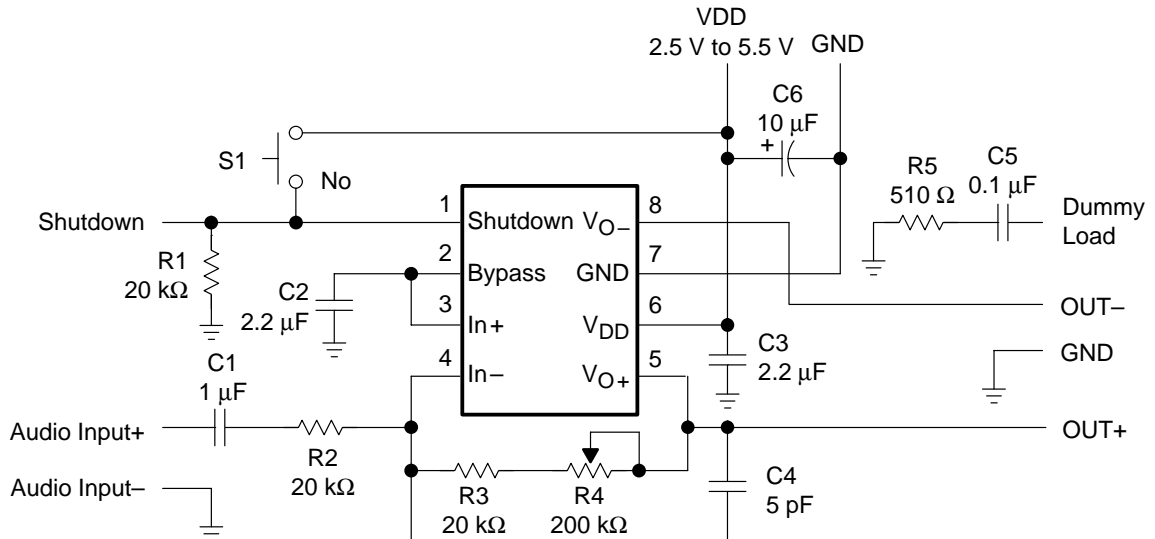 VDD
2.5 V to 5.5 V
GND
C6
10 μF
+
S1
No
R5
510 Ω
C5
0.1 μF
Dummy
Load
Shutdown
1
Shutdown
VO−
8
R1
20 kΩ
C2
2.2 μF
2
Bypass
GND
7
3
In+
VDD
6
OUT−
4
In−
VO+
5
C3
2.2 μF
GND
C1
1 μF
Audio Input+
R2
20 kΩ
OUT+
Audio Input−
R3
20 kΩ
R4
200 kΩ
C4
5 pF